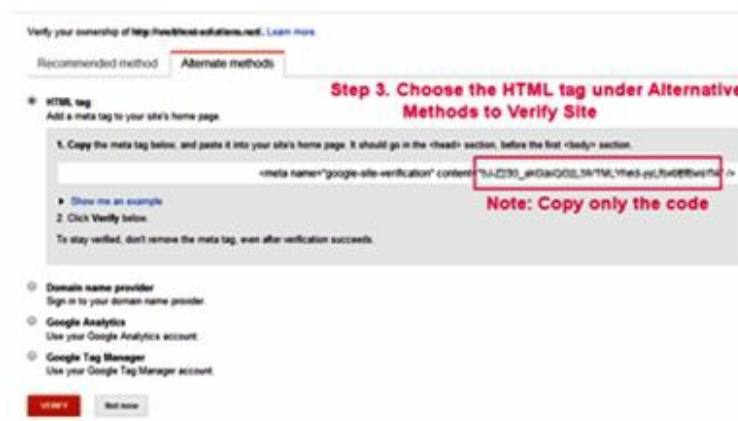 Verify your ownership of http://webhost-solutions.net/. Learn more.
Recommended method Alternate methods
Step 3. Choose the HTML tag under Alternative
Methods to Verify Site
HTML tag
Add a meta tag to your site's home page.
1. Copy the meta tag below, and paste it into your site's home page. It should go in the <head> section, before the first <body> section.
<meta name="google-site-verification" content= />
Note: Copy only the code
Show me an example
2. Click Verify below.
To stay verified, don't remove the meta tag, even after verification succeeds.
Domain name provider
Sign in to your domain name provider.
Google Analytics
Use your Google Analytics account.
Google Tag Manager
Use your Google Tag Manager account.
VERIFY Not now